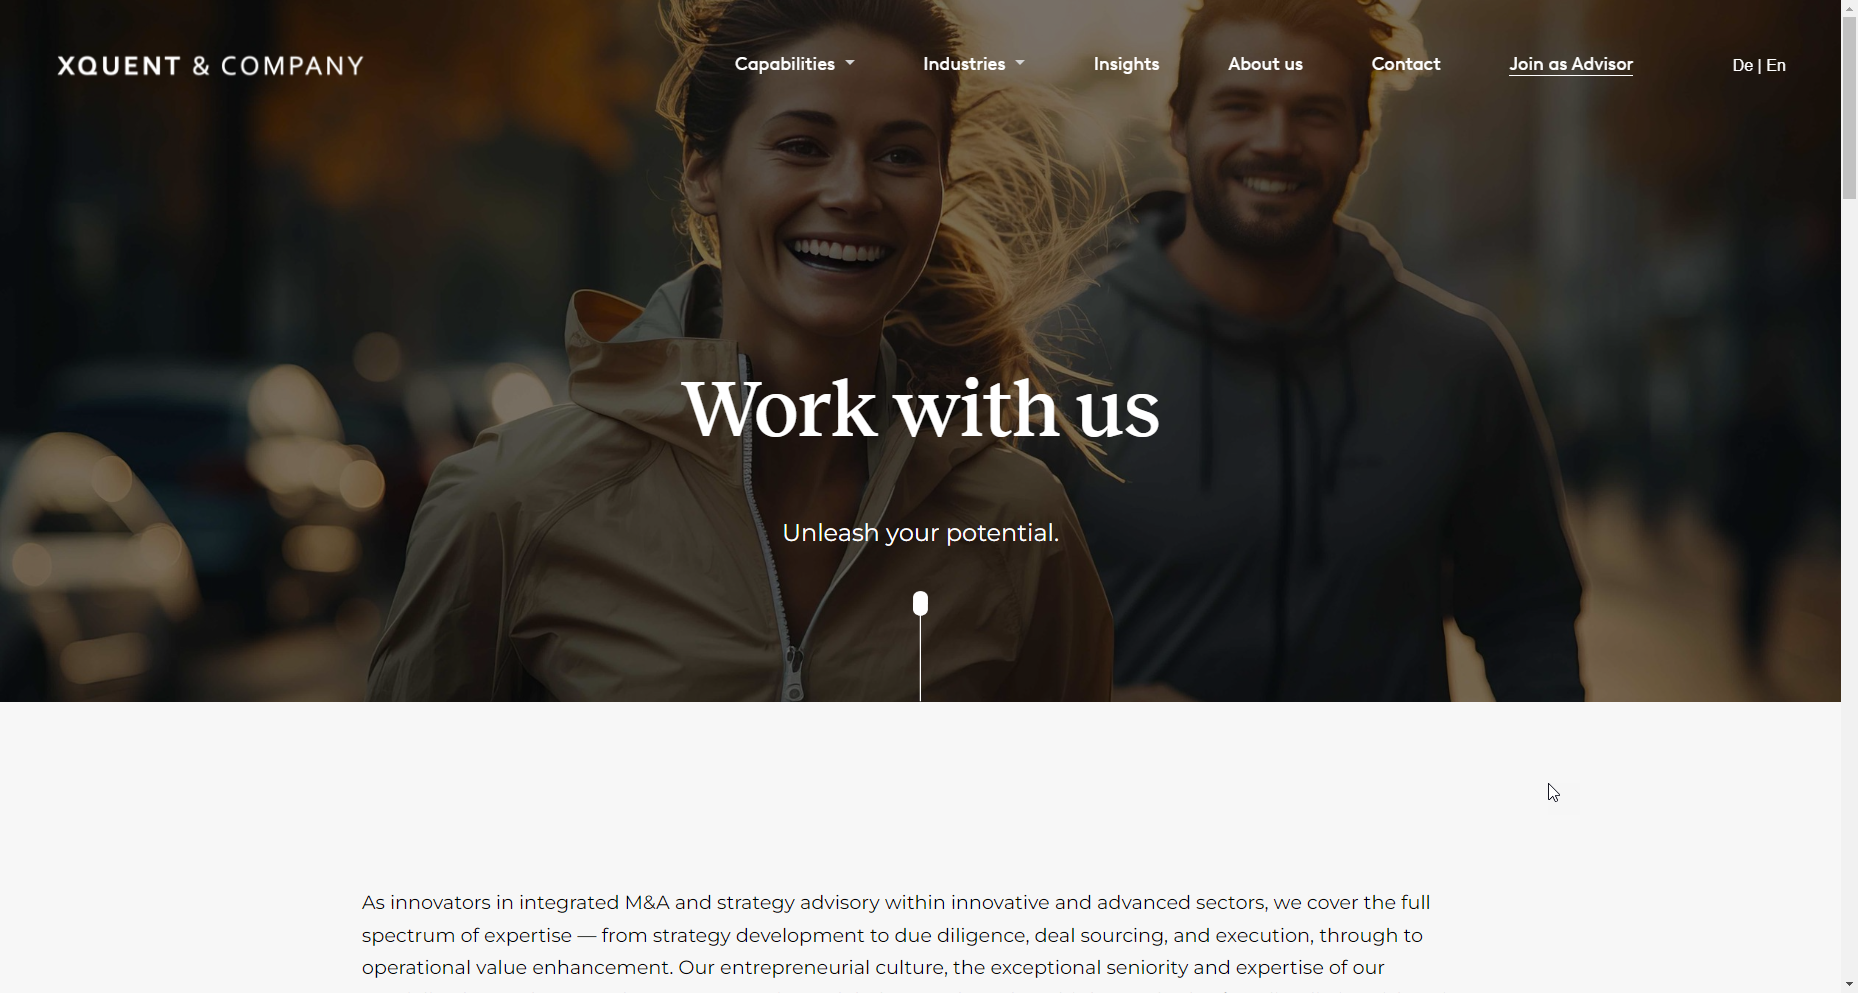 XQUENT & COMPANY
Capabilities
Industries
Insights
About us
Contact
Join as Advisor
De | En
Work with us
Unleash your potential.
As innovators in integrated M&A and strategy advisory within innovative and advanced sectors, we cover the full
spectrum of expertise — from strategy development to due diligence, deal sourcing, and execution, through to
operational value enhancement. Our entrepreneurial culture, the exceptional seniority and expertise of our